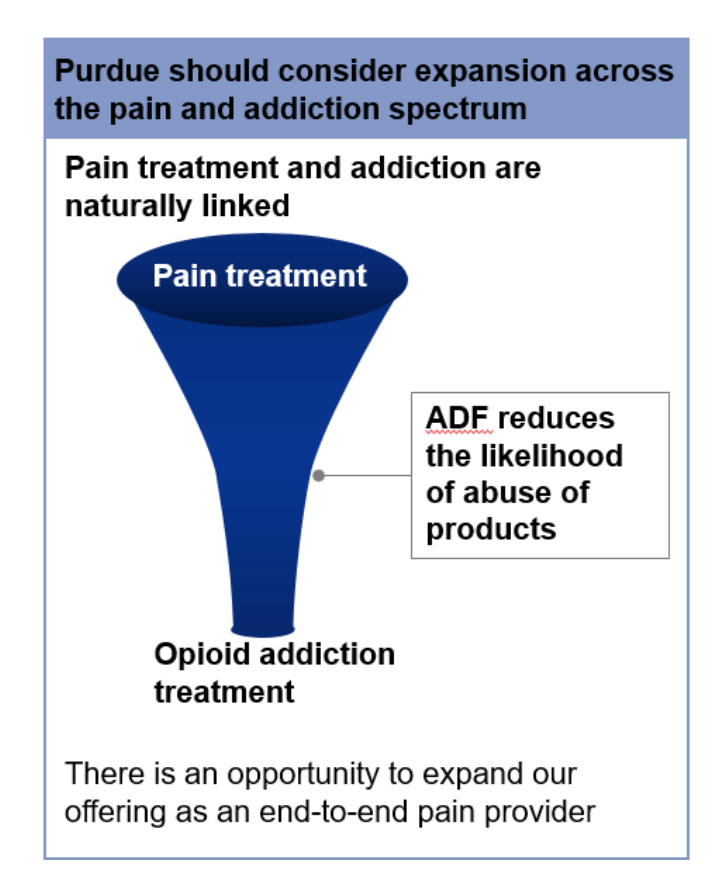 Purdue should consider expansion across
the pain and addiction spectrum
Pain treatment and addiction are
naturally linked
Pain treatment
ADF reduces
the likelihood
of abuse of
products
Opioid addiction
treatment
There is an opportunity to expand our
offering as an end-to-end pain provider